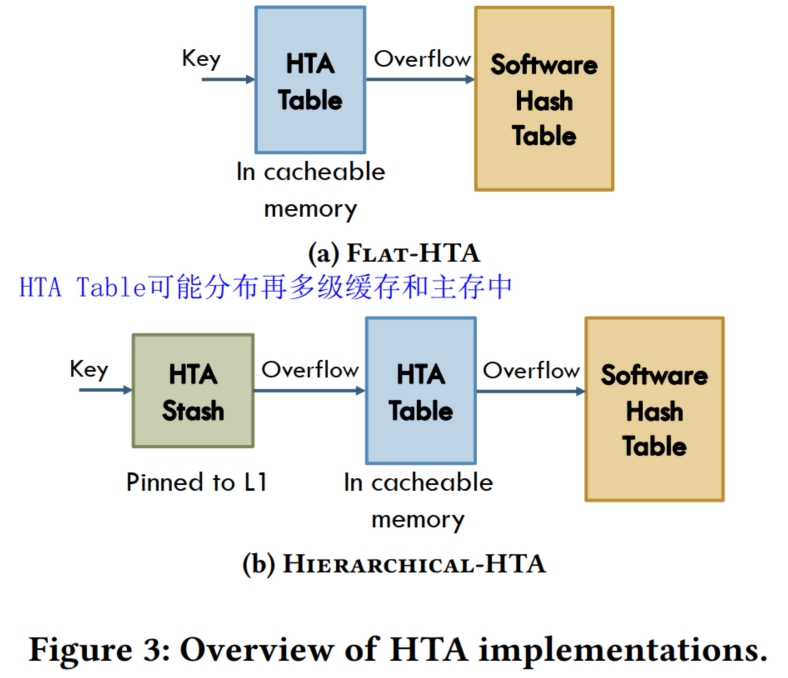 Key
HTA
Table
Overflow
Software
Hash
Table
In cacheable
memory
(a) FLAT-HTA
HTA Table可能分布再多级缓存和主存中
Key
HTA
Stash
Overflow
HTA
Table
Overflow
Software
Hash
Table
Pinned to L1
In cacheable
memory
(b) HIERARCHICAL-HTA
Figure 3: Overview of HTA implementations.